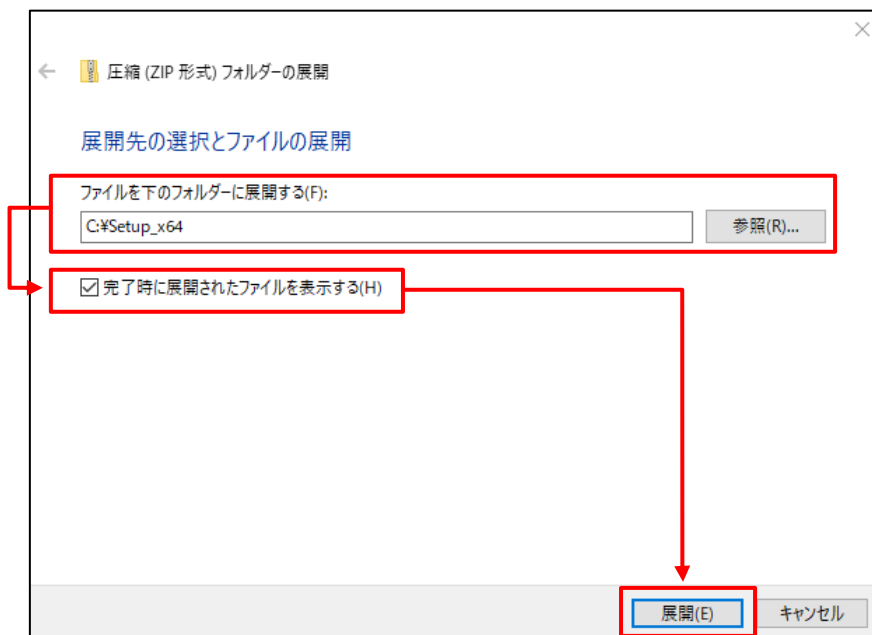 圧縮 (ZIP 形式) フォルダーの展開
展開先の選択とファイルの展開
ファイルを下のフォルダーに展開する(F):
C:¥Setup_x64
参照(R)...
完了時に展開されたファイルを表示する(H)
展開(E)
キャンセル